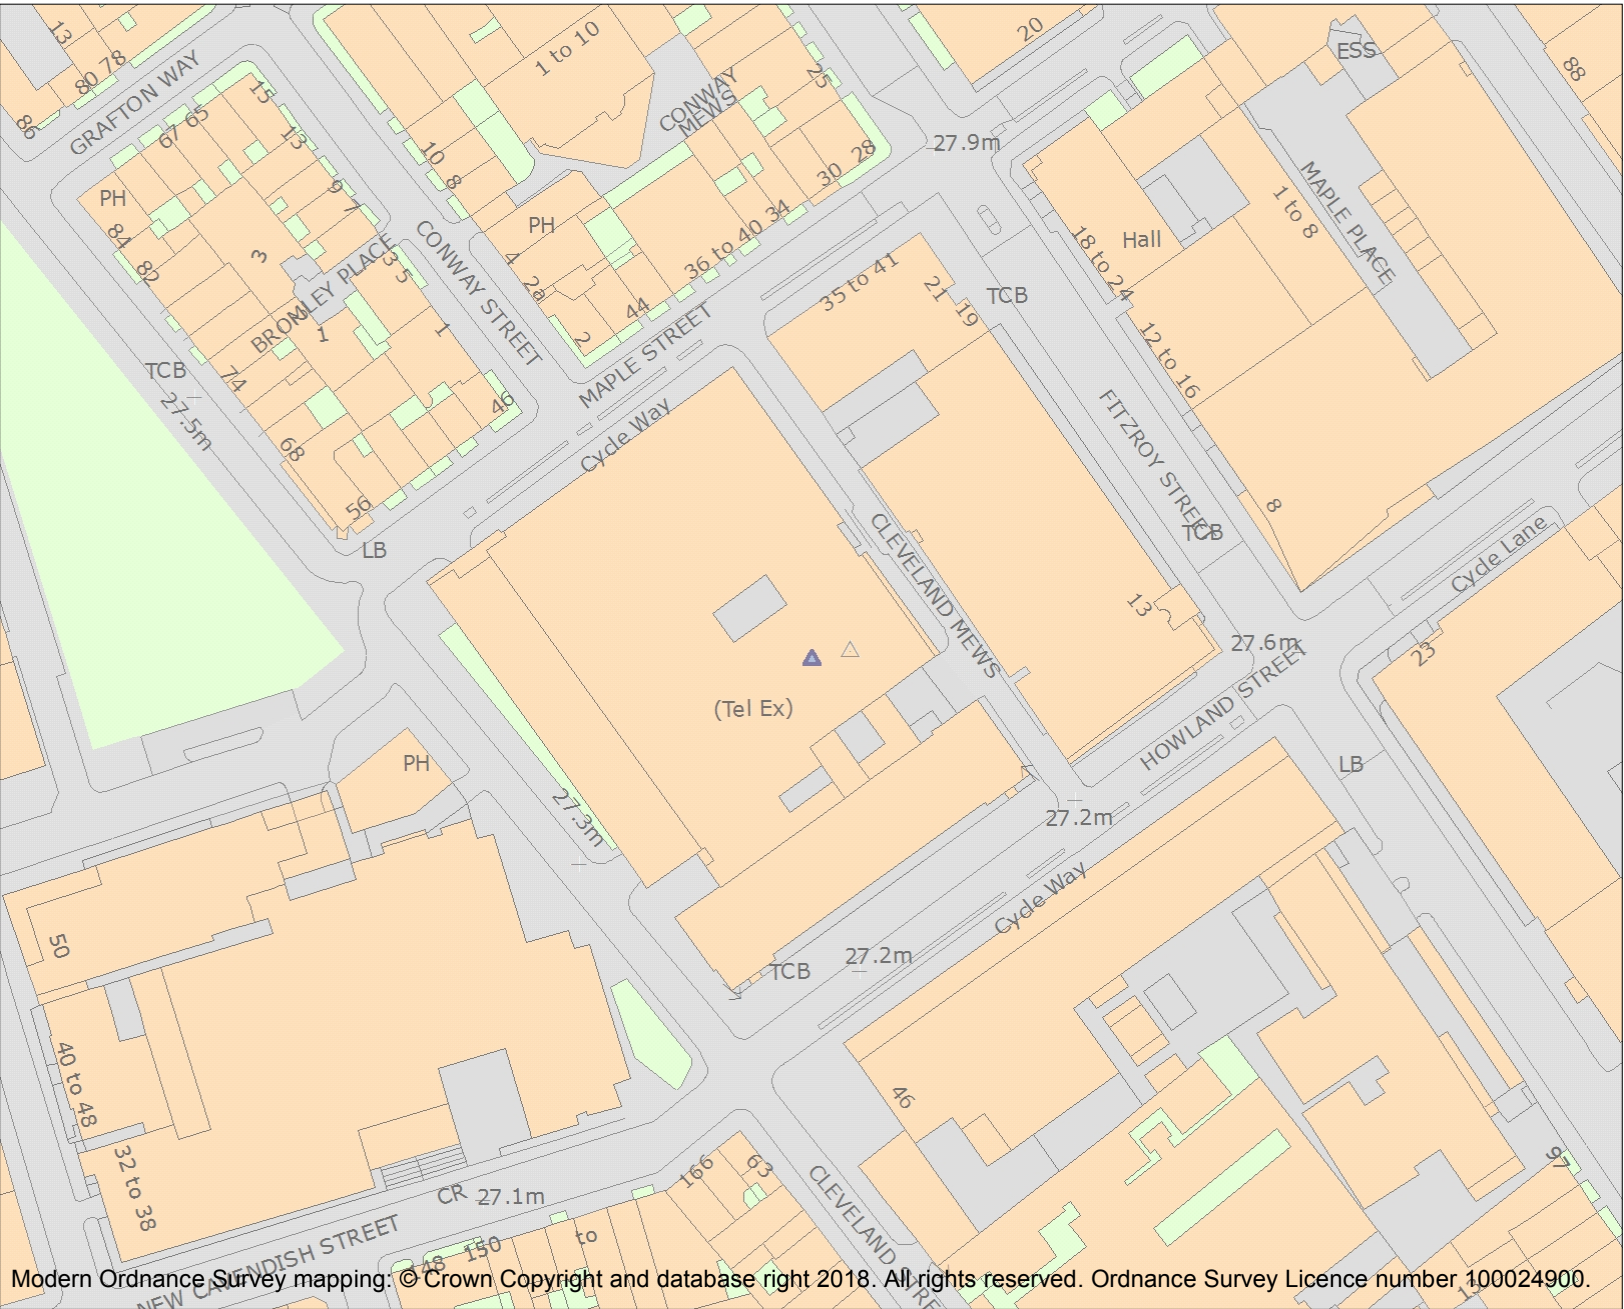 13
80 78
GRAFTON WAY
86
15
67 65
13
PH
9 7
84
82
3
3 5
BROMLEY PLACE
1
1
TCB
27.5m
74
46
68
56
LB
1 to 10
CONWAY
MEWS
25
10
8
PH
CONWAY STREET
4
2a
2
28
30
34
36 to 40
44
MAPLE STREET
Cycle Way
20
27.9m
ESS
88
MAPLE PLACE
1 to 8
Hall
18 to 24
TCB
35 to 41
21
19
12 to 16
FITZROY STREET
TCB
8
Cycle Lane
CLEVELAND MEWS
13
27.6m
23
HOWLAND STREET
LB
(Tel Ex)
PH
27.3m
27.2m
Cycle Way
27.2m
TCB
50
40 to 48
32 to 38
46
97
CR 27.1m
166
63
CLEVELAND STRE
NEW CAVENDISH STREET
148
150
to
Modern Ordnance Survey mapping: © Crown Copyright and database right 2018. All rights reserved. Ordnance Survey Licence number 100024900.